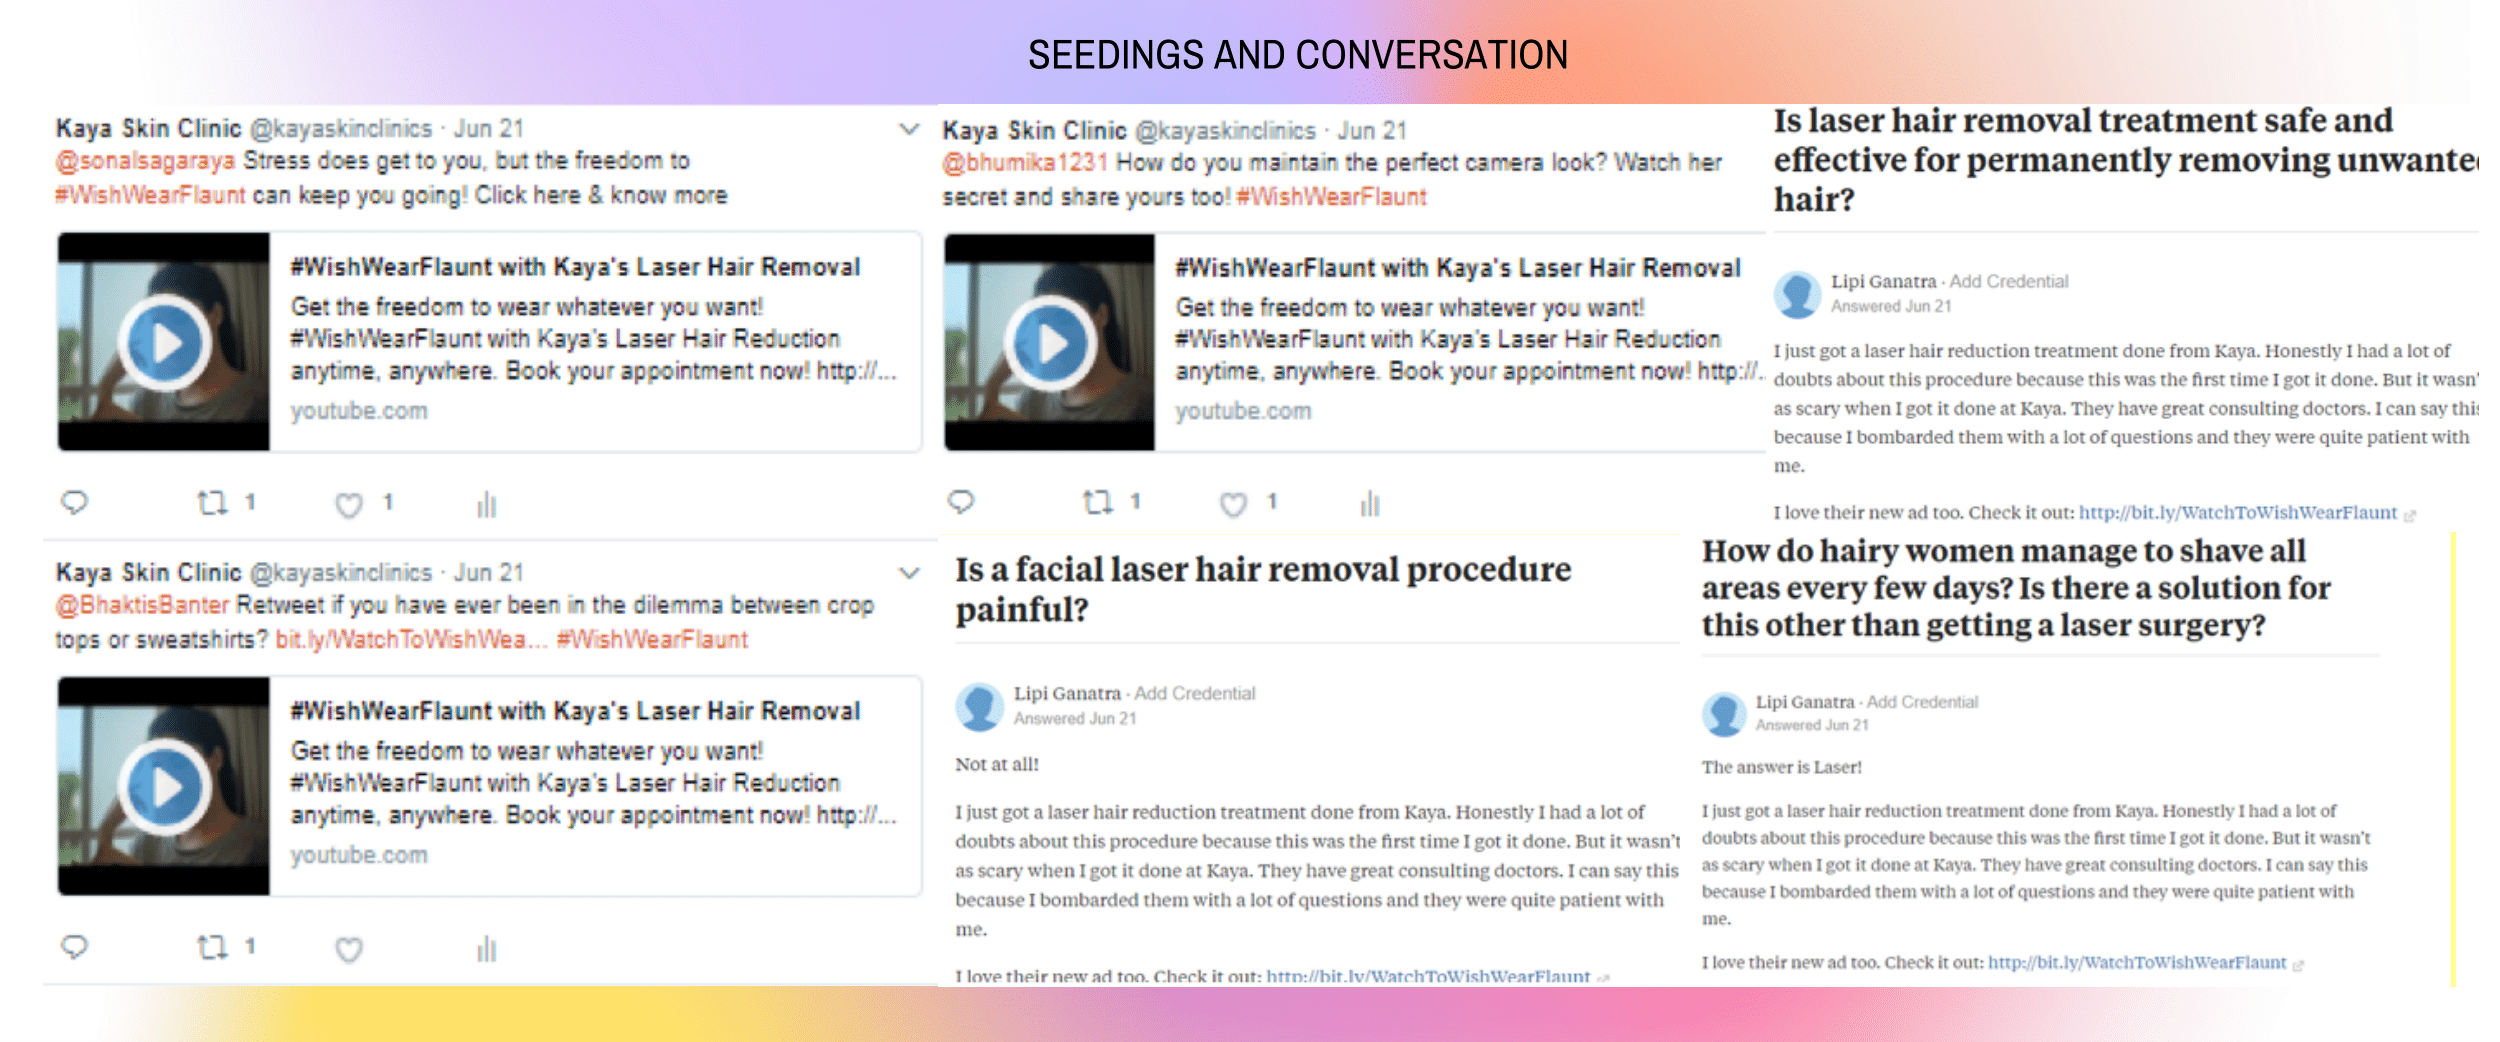 SEEDINGS AND CONVERSATION
Kaya Skin Clinic @kayaskinclinics · Jun 21
@sonalsagaraya Stress does get to you, but the freedom to
#WishWearFlaunt can keep you going! Click here & know more
#WishWearFlaunt with Kaya's Laser Hair Removal
Get the freedom to wear whatever you want!
#WishWearFlaunt with Kaya's Laser Hair Reduction
anytime, anywhere. Book your appointment now! http://...
youtube.com
1 1
Kaya Skin Clinic @kayaskinclinics · Jun 21
@bhumika1231 How do you maintain the perfect camera look? Watch her
secret and share yours too! #WishWearFlaunt
#WishWearFlaunt with Kaya's Laser Hair Removal
Get the freedom to wear whatever you want!
#WishWearFlaunt with Kaya's Laser Hair Reduction
anytime, anywhere. Book your appointment now! http://..
youtube.com
1 1
Is laser hair removal treatment safe and
effective for permanently removing unwanted
hair?
Lipi Ganatra · Add Credential
Answered Jun 21
I just got a laser hair reduction treatment done from Kaya. Honestly I had a lot of
doubts about this procedure because this was the first time I got it done. But it wasn'
as scary when I got it done at Kaya. They have great consulting doctors. I can say this
because I bombarded them with a lot of questions and they were quite patient with
me.
I love their new ad too. Check it out: http://bit.ly/WatchToWishWearFlaunt
Kaya Skin Clinic @kayaskinclinics · Jun 21
@BhaktisBanter Retweet if you have ever been in the dilemma between crop
tops or sweatshirts? bit.ly/WatchToWishWea... #WishWearFlaunt
#WishWearFlaunt with Kaya's Laser Hair Removal
Get the freedom to wear whatever you want!
#WishWearFlaunt with Kaya's Laser Hair Reduction
anytime, anywhere. Book your appointment now! http://...
youtube.com
1
Is a facial laser hair removal procedure
painful?
Lipi Ganatra · Add Credential
Answered Jun 21
Not at all!
I just got a laser hair reduction treatment done from Kaya. Honestly I had a lot of
doubts about this procedure because this was the first time I got it done. But it wasn't
as scary when I got it done at Kaya. They have great consulting doctors. I can say this
because I bombarded them with a lot of questions and they were quite patient with
me.
I love their new ad too. Check it out: http://bit.ly/WatchToWishWearFlaunt
How do hairy women manage to shave all
areas every few days? Is there a solution for
this other than getting a laser surgery?
Lipi Ganatra · Add Credential
Answered Jun 21
The answer is Laser!
I just got a laser hair reduction treatment done from Kaya. Honestly I had a lot of
doubts about this procedure because this was the first time I got it done. But it wasn't
as scary when I got it done at Kaya. They have great consulting doctors. I can say this
because I bombarded them with a lot of questions and they were quite patient with
me.
I love their new ad too. Check it out: http://bit.ly/WatchToWishWearFlaunt